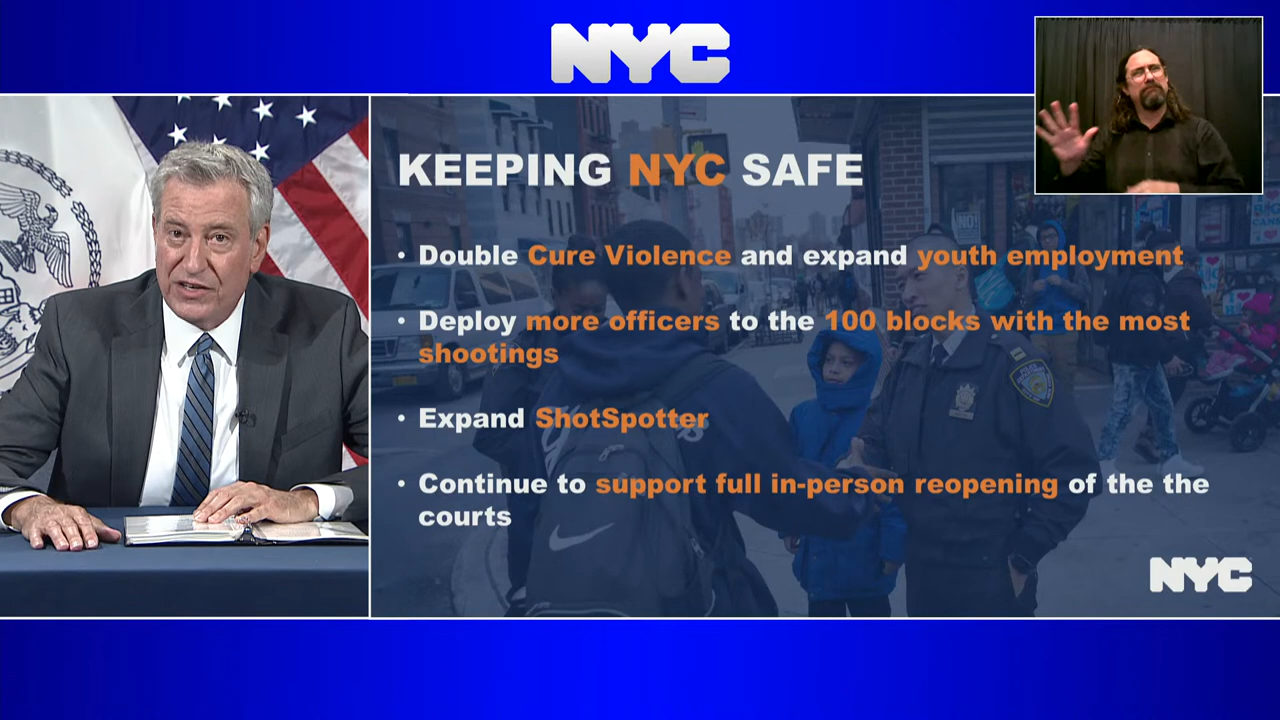 NYC
KEEPING NYC SAFE
• Double Cure Violence and expand youth employment
• Deploy more officers to the 100 blocks with the most
shootings
• Expand ShotSpotter
• Continue to support full in-person reopening of the the
courts
NYC